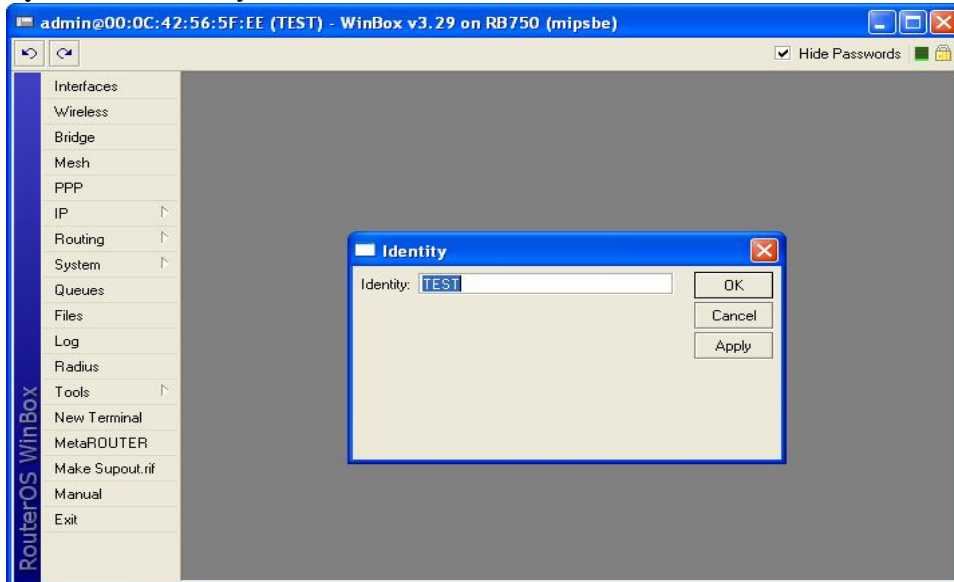 admin@00:0C:42:56:5F:EE (TEST) - WinBox v3.29 on RB750 (mipsbe)
Hide Passwords
Interfaces
Wireless
Bridge
Mesh
PPP
IP
Routing
System
Queues
Files
Log
Radius
Tools
New Terminal
MetaROUTER
Make Supout.rif
Manual
Exit
RouterOS WinBox
Identity
Identity: TEST
OK
Cancel
Apply